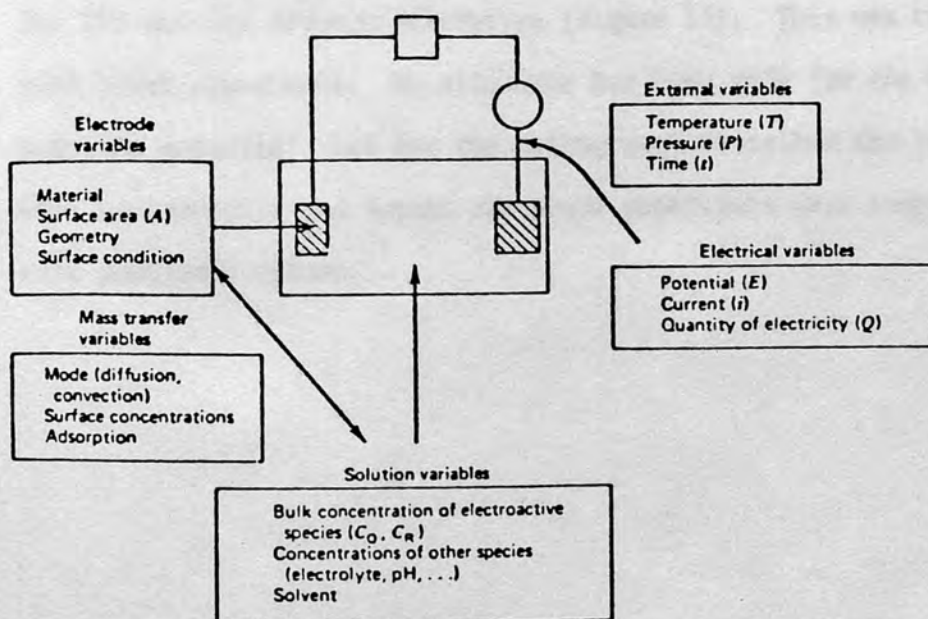 External variables
Temperature (T)
Pressure (P)
Time (t)
Electrode
variables
Material
Surface area (A)
Geometry
Surface condition
Electrical variables
Potential (E)
Current (i)
Quantity of electricity (Q)
Mass transfer
variables
Mode (diffusion,
convection)
Surface concentrations
Adsorption
Solution variables
Bulk concentration of electroactive
species (C_O, C_R)
Concentrations of other species
(electrolyte, pH, ...)
Solvent